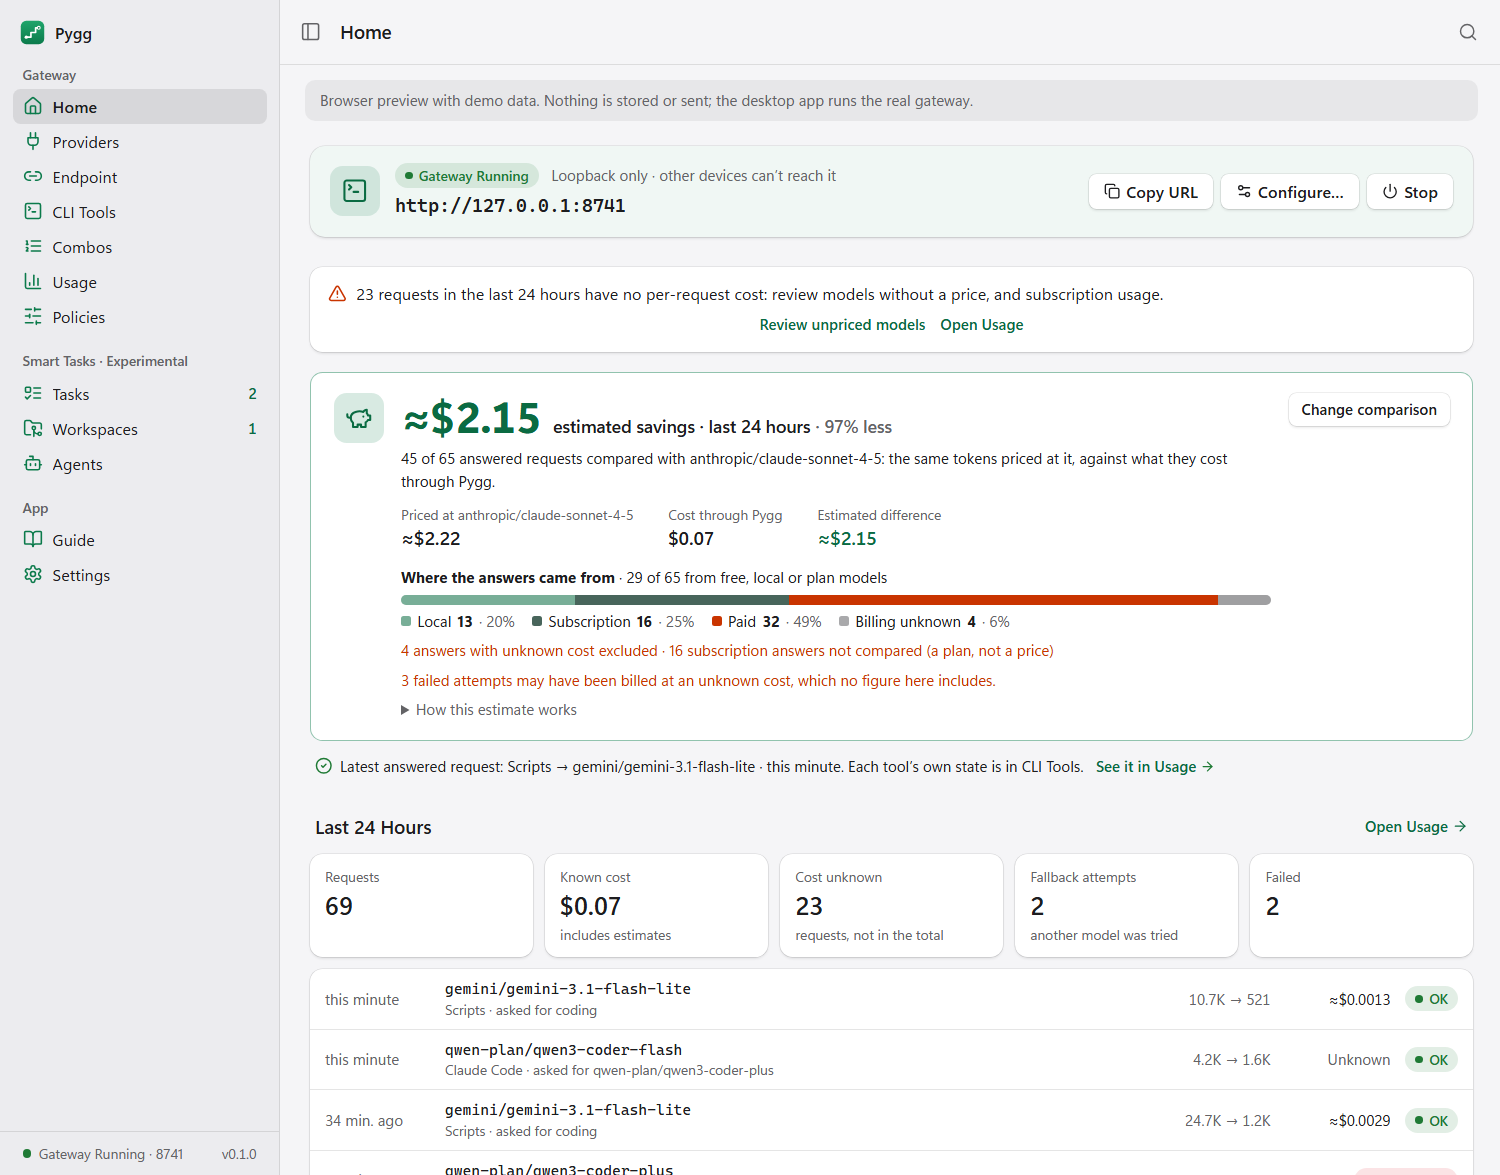 Pygg
Gateway
Home
Providers
Endpoint
CLI Tools
Combos
Usage
Policies
Smart Tasks · Experimental
Tasks 2
Workspaces 1
Agents
App
Guide
Settings
Gateway Running · 8741 v0.1.0
Home
Browser preview with demo data. Nothing is stored or sent; the desktop app runs the real gateway.
Gateway Running Loopback only · other devices can't reach it
http://127.0.0.1:8741
Copy URL Configure... Stop
23 requests in the last 24 hours have no per-request cost: review models without a price, and subscription usage.
Review unpriced models Open Usage
≈$2.15 estimated savings · last 24 hours · 97% less
Change comparison
45 of 65 answered requests compared with anthropic/claude-sonnet-4-5: the same tokens priced at it, against what they cost
through Pygg.
Priced at anthropic/claude-sonnet-4-5 Cost through Pygg Estimated difference
≈$2.22 $0.07 ≈$2.15
Where the answers came from · 29 of 65 from free, local or plan models
Local 13 · 20% Subscription 16 · 25% Paid 32 · 49% Billing unknown 4 · 6%
4 answers with unknown cost excluded · 16 subscription answers not compared (a plan, not a price)
3 failed attempts may have been billed at an unknown cost, which no figure here includes.
How this estimate works
Latest answered request: Scripts → gemini/gemini-3.1-flash-lite · this minute. Each tool's own state is in CLI Tools. See it in Usage →
Last 24 Hours
Open Usage →
Requests
69
Known cost
$0.07
includes estimates
Cost unknown
23
requests, not in the total
Fallback attempts
2
another model was tried
Failed
2
this minute gemini/gemini-3.1-flash-lite 10.7K → 521 ≈$0.0013 OK
Scripts · asked for coding
this minute qwen-plan/qwen3-coder-flash 4.2K → 1.6K Unknown OK
Claude Code · asked for qwen-plan/qwen3-coder-plus
34 min. ago gemini/gemini-3.1-flash-lite 24.7K → 1.2K ≈$0.0029 OK
Scripts · asked for coding
qwen-plan/qwen3-coder-plus